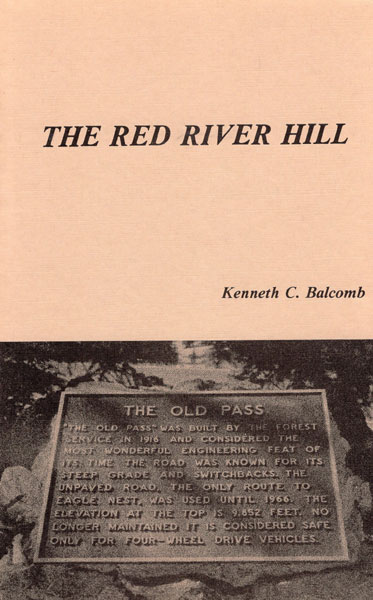 THE RED RIVER HILL
Kenneth C. Balcomb
THE OLD PASS
"THE OLD PASS" WAS BUILT BY THE FOREST
SERVICE IN 1916 AND CONSIDERED THE
MOST WONDERFUL ENGINEERING FEAT OF
ITS TIME. THE ROAD WAS KNOWN FOR ITS
STEEP GRADE AND SWITCHBACKS. THE
UNPAVED ROAD, THE ONLY ROUTE TO
EAGLE NEST, WAS USED UNTIL 1966. THE
ELEVATION AT THE TOP IS 9,852 FEET. NO
LONGER MAINTAINED IT IS CONSIDERED SAFE
ONLY FOR FOUR-WHEEL DRIVE VEHICLES.